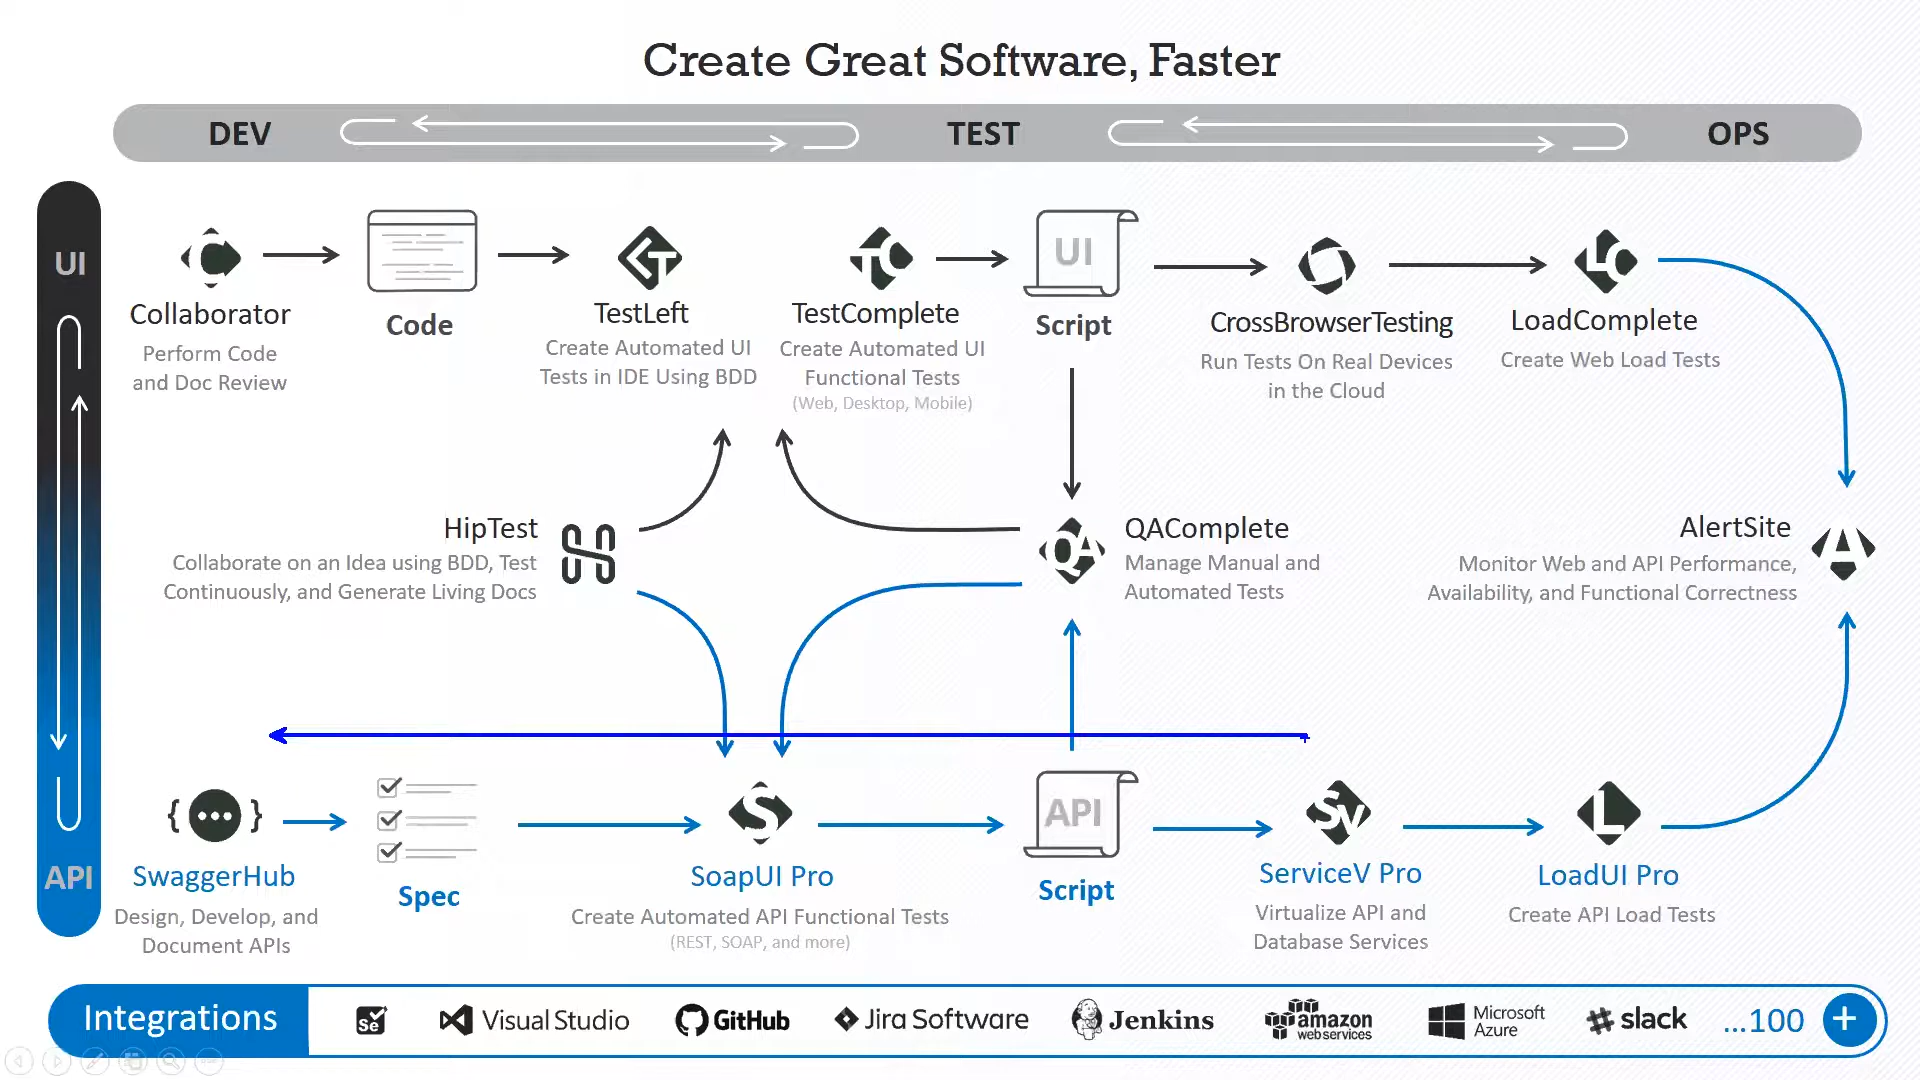 Create Great Software, Faster
DEV
TEST
OPS
UI
API
Collaborator
Perform Code
and Doc Review
Code
TestLeft
Create Automated UI
Tests in IDE Using BDD
TestComplete
Create Automated UI
Functional Tests
(Web, Desktop, Mobile)
UI
Script
CrossBrowserTesting
Run Tests On Real Devices
in the Cloud
LC
LoadComplete
Create Web Load Tests
HipTest
Collaborate on an Idea using BDD, Test
Continuously, and Generate Living Docs
QA
QAComplete
Manage Manual and
Automated Tests
AlertSite
Monitor Web and API Performance,
Availability, and Functional Correctness
{...}
SwaggerHub
Design, Develop, and
Document APIs
Spec
S
SoapUI Pro
Create Automated API Functional Tests
(REST, SOAP, and more)
API
Script
SV
ServiceV Pro
Virtualize API and
Database Services
L
LoadUI Pro
Create API Load Tests
Integrations
Se
Visual Studio
GitHub
Jira Software
Jenkins
amazon
webservices
Microsoft
Azure
slack
...100 +